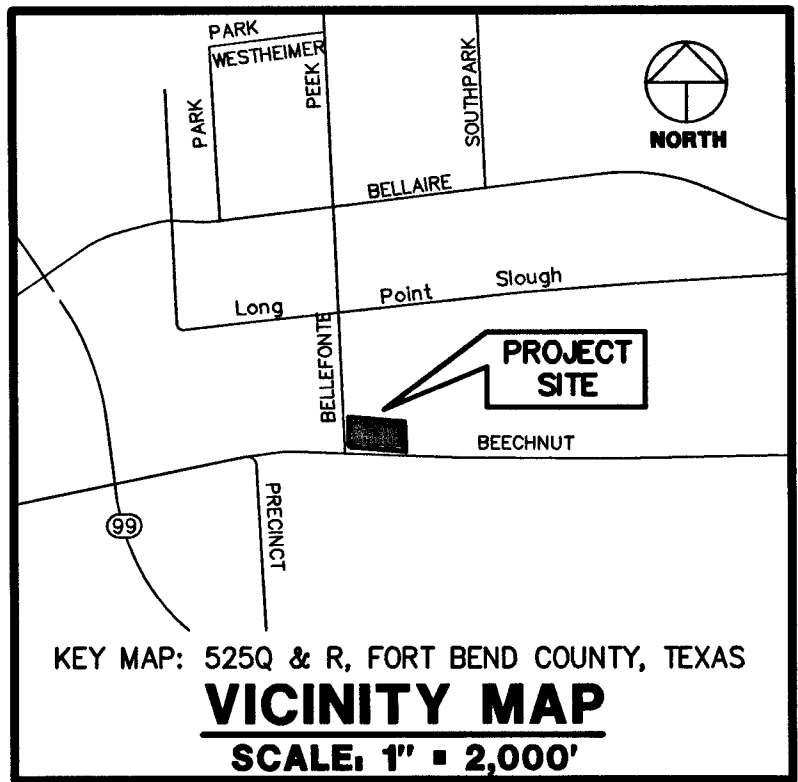 PARK
WESTHEIMER
PEEK
PARK
SOUTHPARK
NORTH
BELLAIRE
Long Point Slough
BELLEFONTE
PROJECT
SITE
BEECHNUT
PRECINCT
99
KEY MAP: 525Q & R, FORT BEND COUNTY, TEXAS
VICINITY MAP
SCALE: 1" = 2,000'